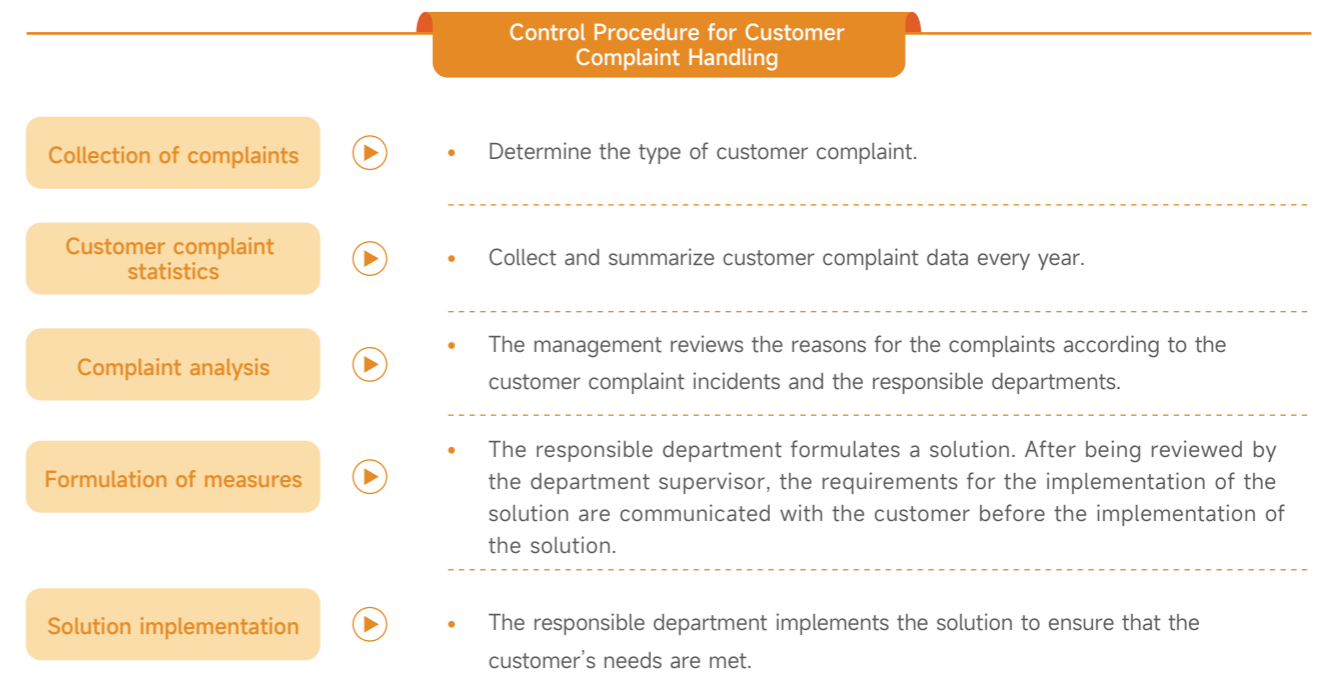 Control Procedure for Customer
Complaint Handling
Collection of complaints
• Determine the type of customer complaint.
Customer complaint
statistics
• Collect and summarize customer complaint data every year.
Complaint analysis
• The management reviews the reasons for the complaints according to the
customer complaint incidents and the responsible departments.
Formulation of measures
• The responsible department formulates a solution. After being reviewed by
the department supervisor, the requirements for the implementation of the
solution are communicated with the customer before the implementation of
the solution.
Solution implementation
• The responsible department implements the solution to ensure that the
customer’s needs are met.